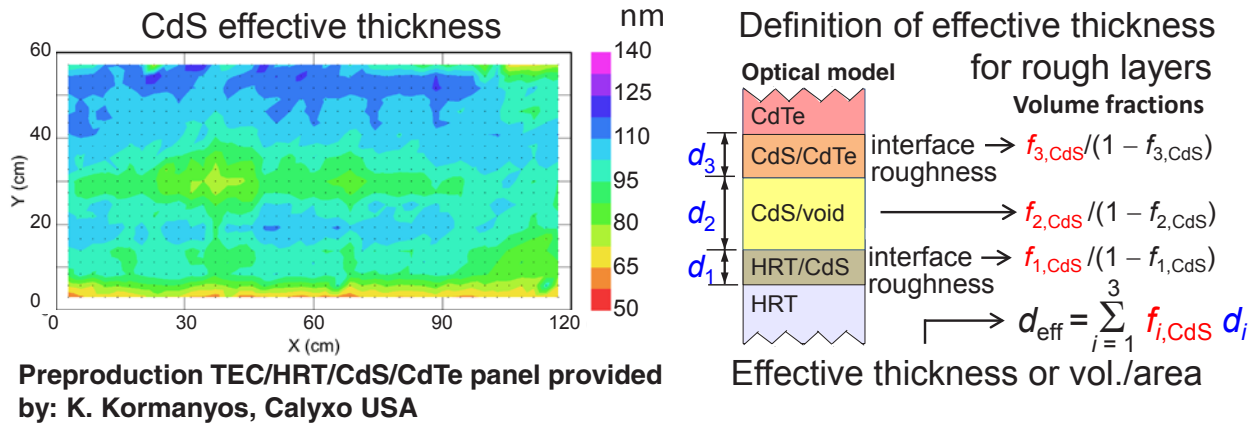 CdS effective thickness
nm
60
40
20
0
0
30
60
90
120
Y (cm)
X (cm)
140
125
110
95
80
65
50
Preproduction TEC/HRT/CdS/CdTe panel provided
by: K. Kormanyos, Calyxo USA
Definition of effective thickness
for rough layers
Optical model
Volume fractions
CdTe
d3
CdS/CdTe
interface
roughness
f3,CdS/(1 − f3,CdS)
d2
CdS/void
f2,CdS/(1 − f2,CdS)
d1
HRT/CdS
interface
roughness
f1,CdS/(1 − f1,CdS)
HRT
deff = ∑ i = 1 3 fi,CdS di
Effective thickness or vol./area